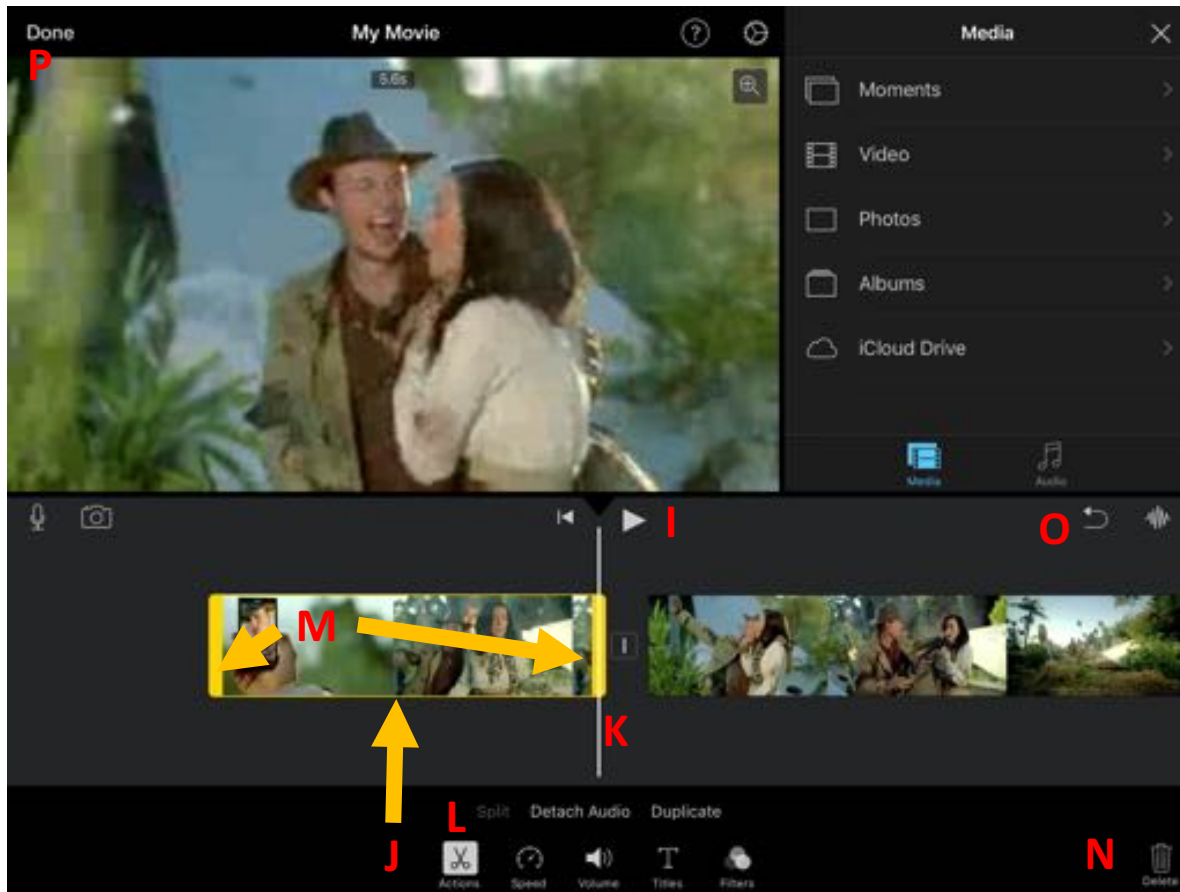 Done
My Movie
?
Media
P
5.6s
Moments
Video
Photos
Albums
iCloud Drive
Media
Audio
I
O
M
K
Split
Detach Audio
Duplicate
L
J
N
T
Actions
Speed
Volume
Titles
Filters
Delete